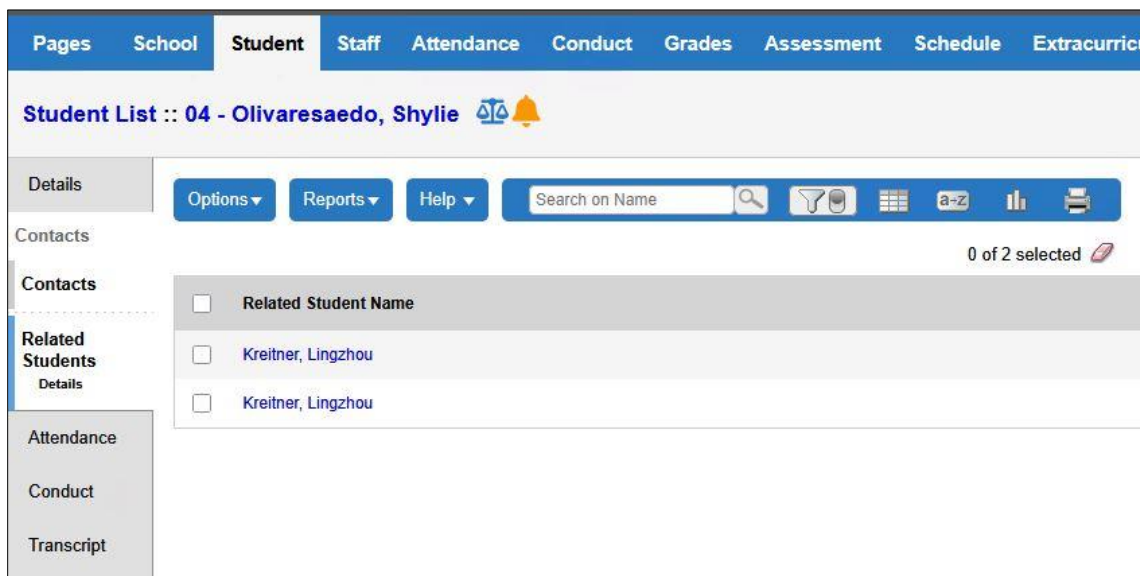 Pages School Student Staff Attendance Conduct Grades Assessment Schedule Extracurric
Student List :: 04 - Olivaresaedo, Shylie
Details
Options Reports Help Search on Name a-z
Contacts
0 of 2 selected
Contacts
Related Student Name
Related
Students
Details
Kreitner, Lingzhou
Kreitner, Lingzhou
Attendance
Conduct
Transcript